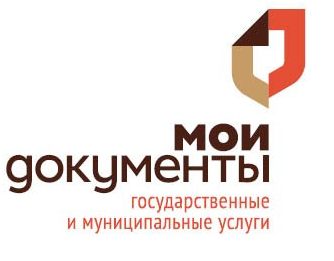 мои
документы
государственные
и муниципальные услуги